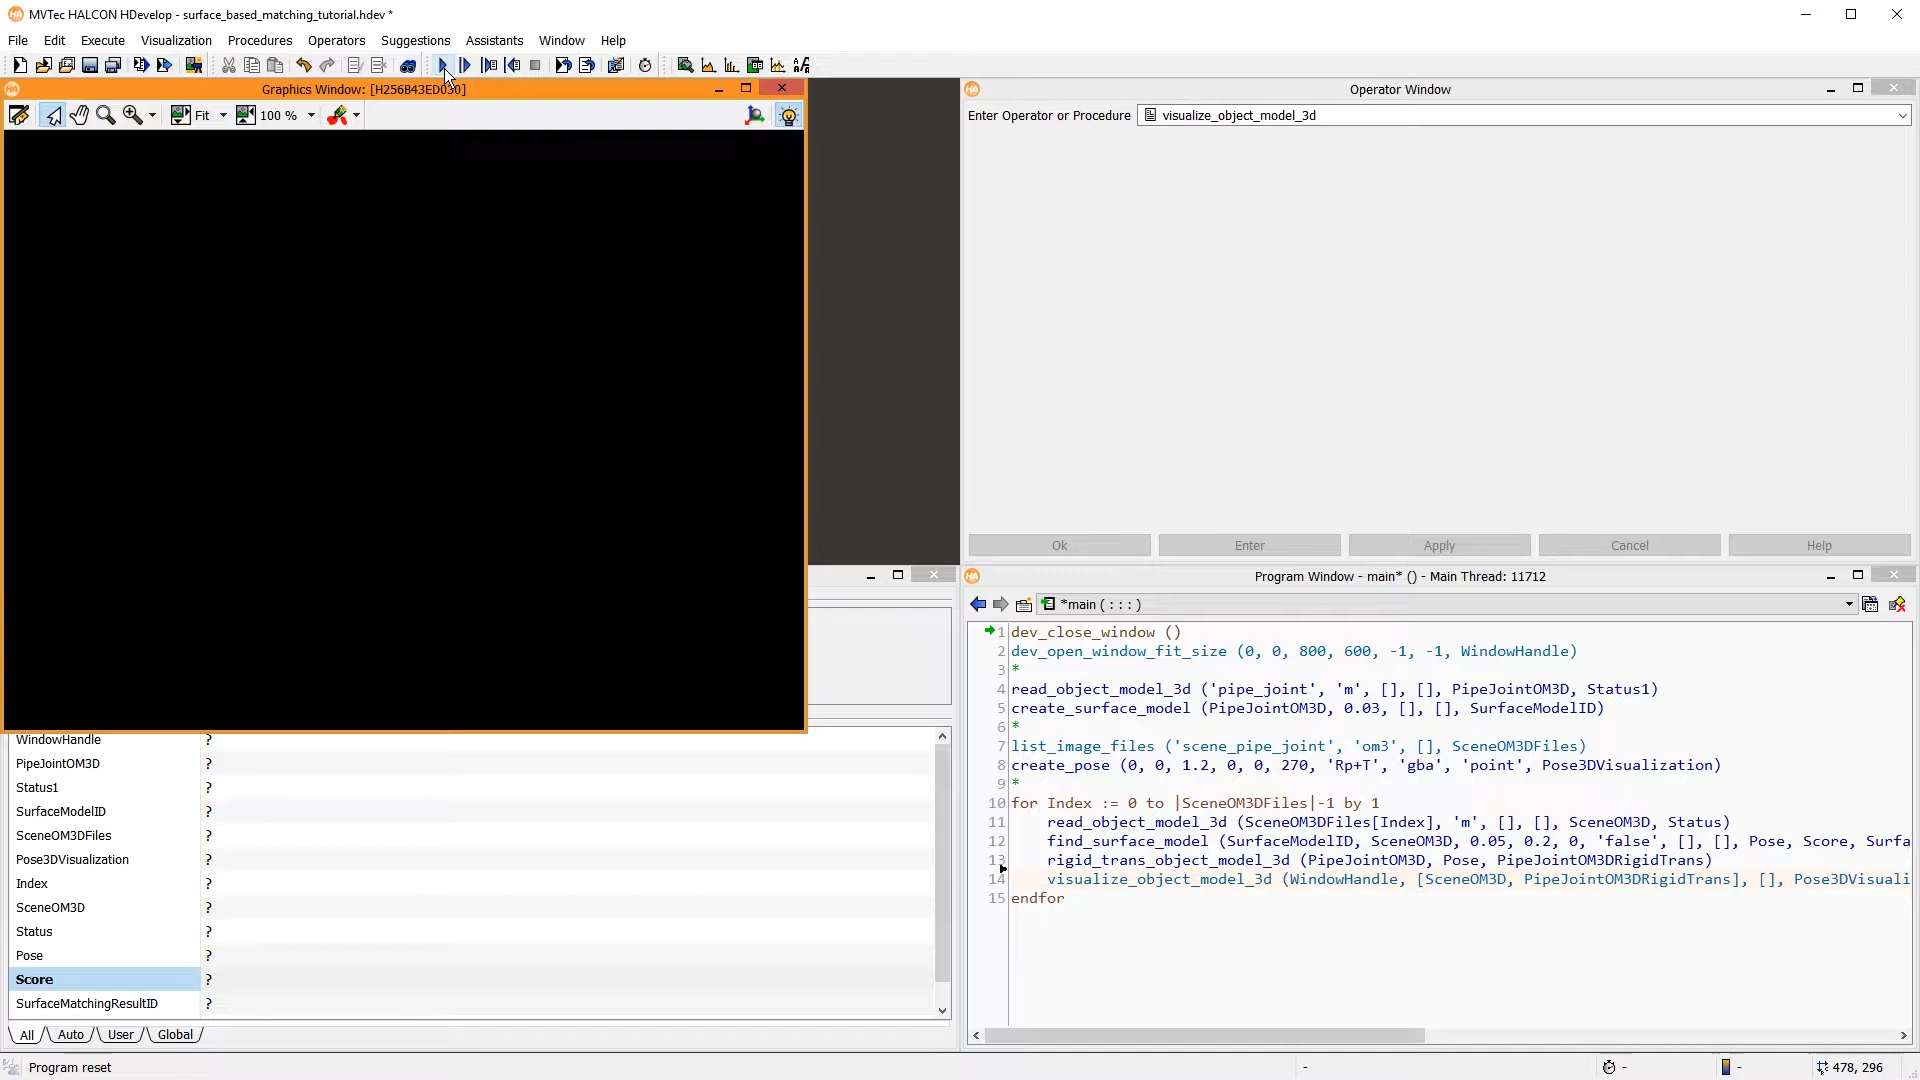 MVTec HALCON HDevelop - surface_based_matching_tutorial.hdev *
File Edit Execute Visualization Procedures Operators Suggestions Assistants Window Help
Graphics Window: [H256B43ED030]
Fit 100 %
Operator Window
Enter Operator or Procedure visualize_object_model_3d
Ok Enter Apply Cancel Help
Program Window - main* () - Main Thread: 11712
*main ( : : : )
1 dev_close_window ()
2 dev_open_window_fit_size (0, 0, 800, 600, -1, -1, WindowHandle)
3 *
4 read_object_model_3d ('pipe_joint', 'm', [], [], PipeJointOM3D, Status1)
5 create_surface_model (PipeJointOM3D, 0.03, [], [], SurfaceModelID)
6 *
7 list_image_files ('scene_pipe_joint', 'om3', [], SceneOM3DFiles)
8 create_pose (0, 0, 1.2, 0, 0, 270, 'Rp+T', 'gba', 'point', Pose3DVisualization)
9 *
10 for Index := 0 to |SceneOM3DFiles|-1 by 1
11 read_object_model_3d (SceneOM3DFiles[Index], 'm', [], [], SceneOM3D, Status)
12 find_surface_model (SurfaceModelID, SceneOM3D, 0.05, 0.2, 0, 'false', [], [], Pose, Score, Surfa
13 rigid_trans_object_model_3d (PipeJointOM3D, Pose, PipeJointOM3DRigidTrans)
14 visualize_object_model_3d (WindowHandle, [SceneOM3D, PipeJointOM3DRigidTrans], [], Pose3DVisuali
15 endfor
WindowHandle ?
PipeJointOM3D ?
Status1 ?
SurfaceModelID ?
SceneOM3DFiles ?
Pose3DVisualization ?
Index ?
SceneOM3D ?
Status ?
Pose ?
Score ?
SurfaceMatchingResultID ?
All Auto User Global
Program reset - - - 478, 296